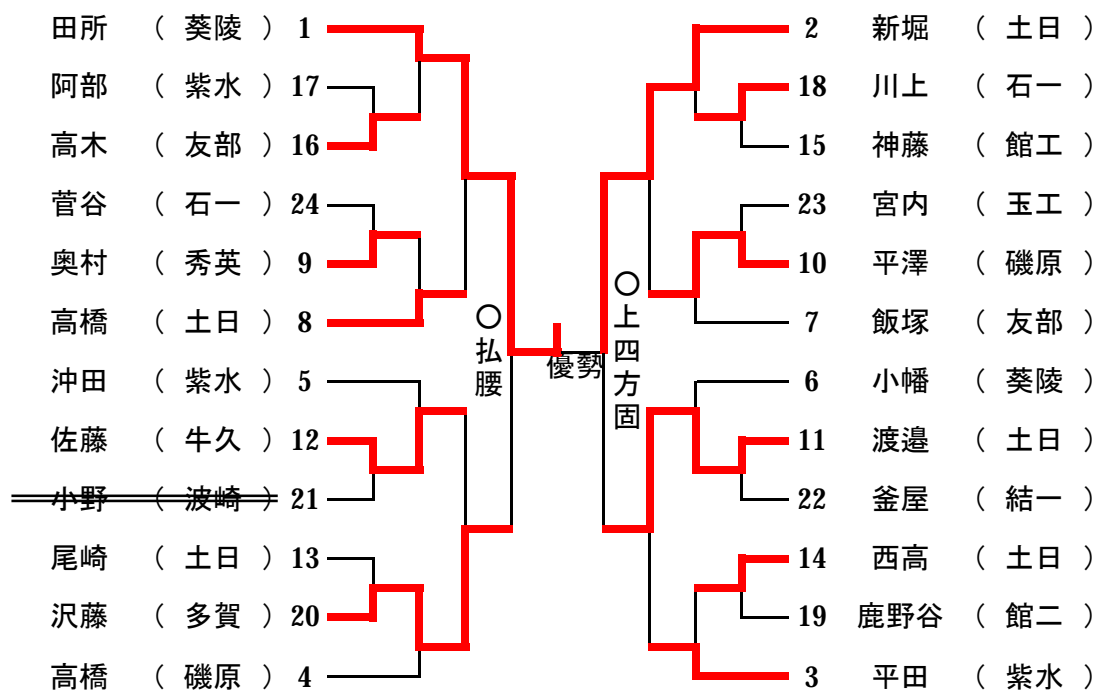 田所 ( 葵陵 ) 1
阿部 ( 紫水 ) 17
高木 ( 友部 ) 16
菅谷 ( 石一 ) 24
奥村 ( 秀英 ) 9
高橋 ( 土日 ) 8
沖田 ( 紫水 ) 5
佐藤 ( 牛久 ) 12
小野 ( 波崎 ) 21
尾崎 ( 土日 ) 13
沢藤 ( 多賀 ) 20
高橋 ( 磯原 ) 4
〇払腰
優勢
〇上四方固
2 新堀 ( 土日 )
18 川上 ( 石一 )
15 神藤 ( 館工 )
23 宮内 ( 玉工 )
10 平澤 ( 磯原 )
7 飯塚 ( 友部 )
6 小幡 ( 葵陵 )
11 渡邉 ( 土日 )
22 釜屋 ( 結一 )
14 西高 ( 土日 )
19 鹿野谷 ( 館二 )
3 平田 ( 紫水 )